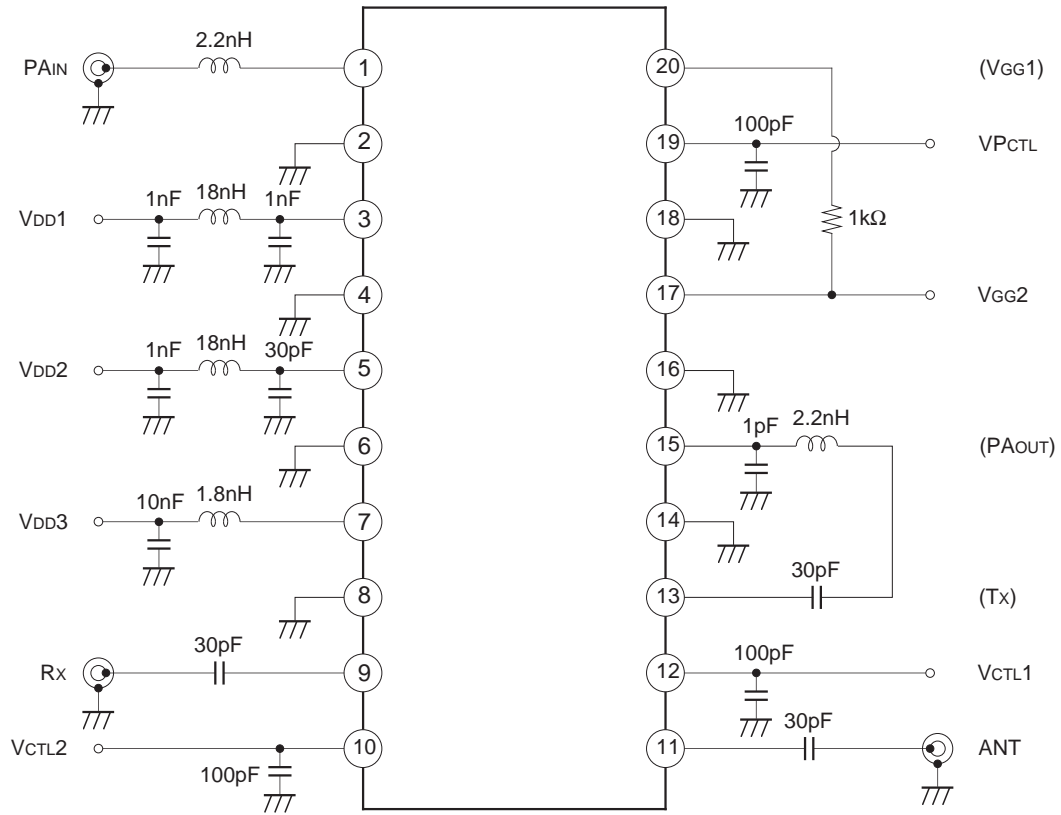 2.2nH
PAIN
1
20
(VGG1)
100pF
2
19
VPCTL
1nF
18nH
1nF
VDD1
3
18
1kΩ
4
17
VGG2
1nF
18nH
30pF
VDD2
5
16
1pF
2.2nH
6
15
(PAOUT)
10nF
1.8nH
VDD3
7
14
30pF
8
13
(TX)
30pF
100pF
RX
9
12
VCTL1
30pF
VCTL2
10
11
ANT
100pF